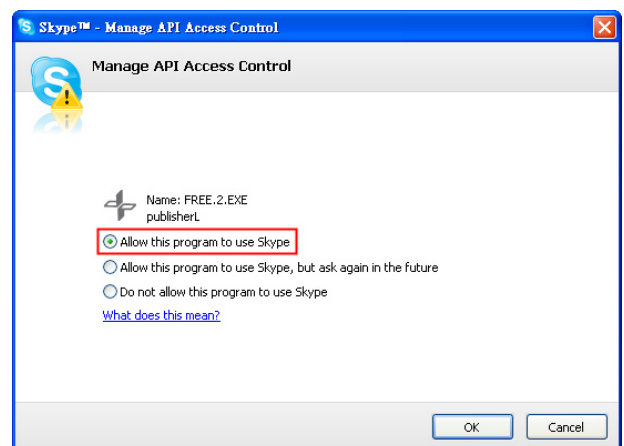 Skype™ - Manage API Access Control
Manage API Access Control
Name: FREE.2.EXE
publisherL
Allow this program to use Skype
Allow this program to use Skype, but ask again in the future
Do not allow this program to use Skype
What does this mean?
OK Cancel